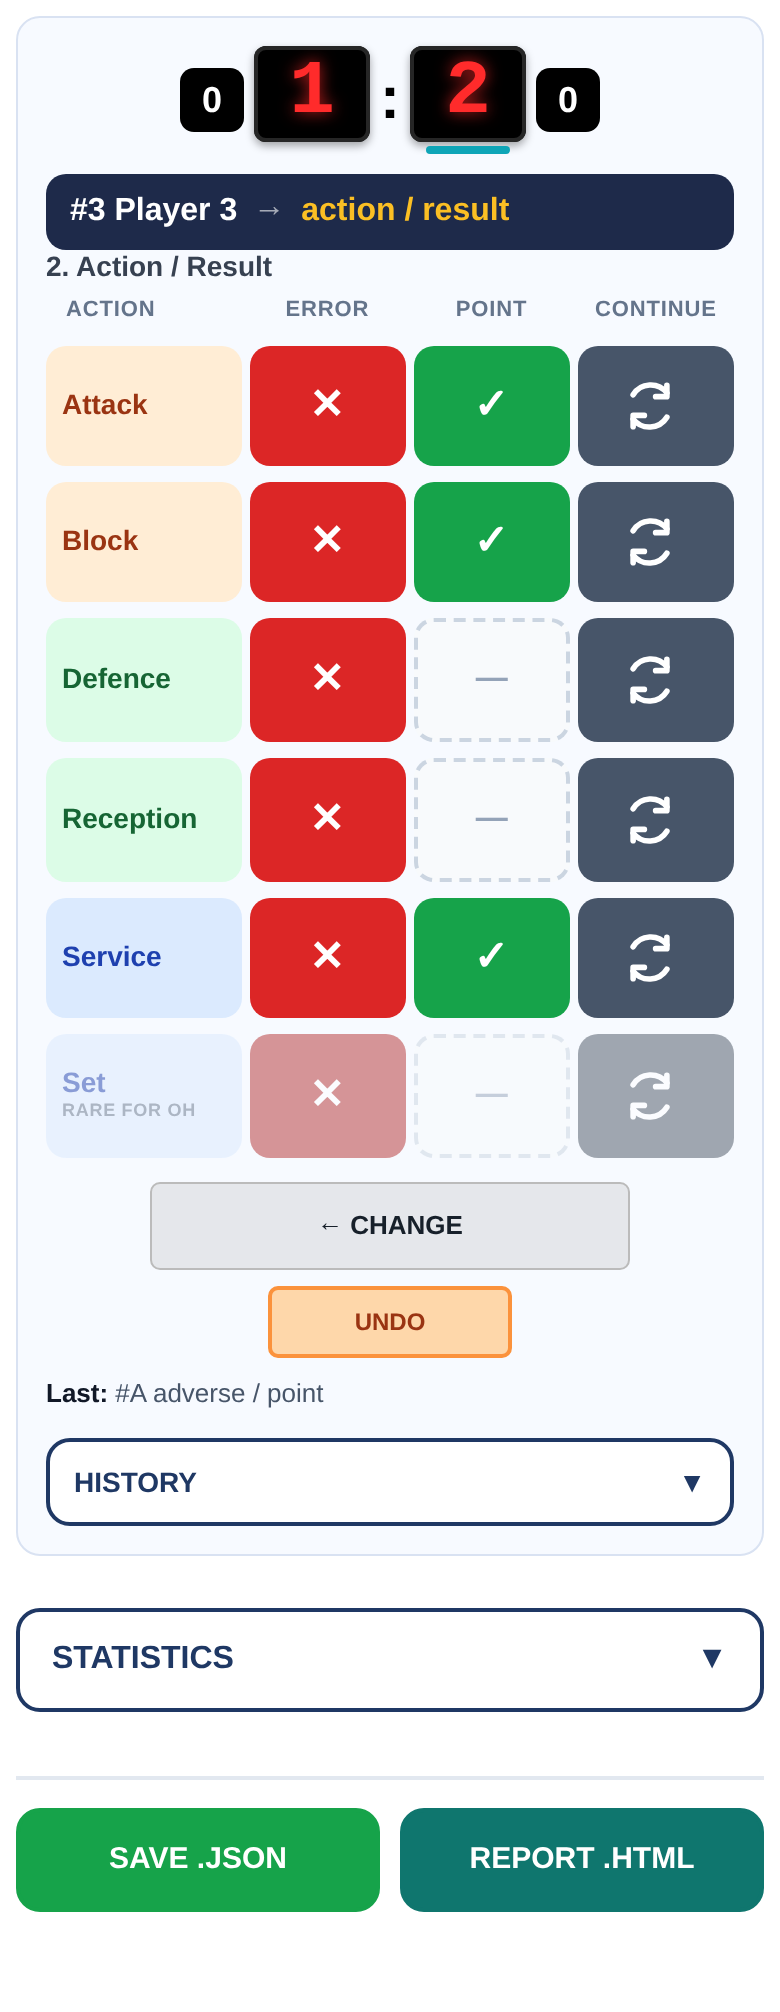 0 1 : 2 0
#3 Player 3 → action / result
2. Action / Result
ACTION ERROR POINT CONTINUE
Attack ✕ ✓
Block ✕ ✓
Defence ✕ —
Reception ✕ —
Service ✕ ✓
Set ✕ —
RARE FOR OH
← CHANGE
UNDO
Last: #A adverse / point
HISTORY ▼
STATISTICS ▼
SAVE .JSON REPORT .HTML